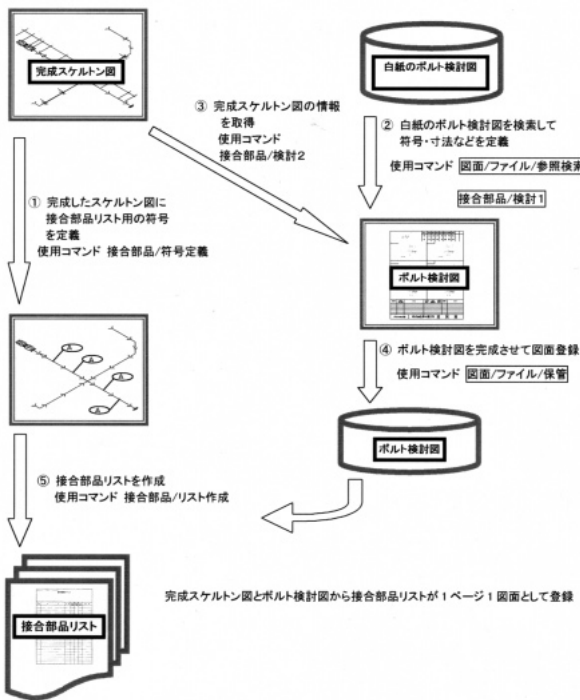 完成スケルトン図
白紙のボルト検討図
③ 完成スケルトン図の情報
を取得
使用コマンド
接合部品/検討2
② 白紙のボルト検討図を検索して
符号・寸法などを定義
使用コマンド 図面/ファイル/参照検索
接合部品/検討1
① 完成したスケルトン図に
接合部品リスト用の符号
を定義
使用コマンド 接合部品/符号定義
ボルト検討図
A
A
A
A
④ ボルト検討図を完成させて図面登録
使用コマンド 図面/ファイル/保管
ボルト検討図
⑤ 接合部品リストを作成
使用コマンド 接合部品/リスト作成
完成スケルトン図とボルト検討図から接合部品リストが1ページ1図面として登録
接合部品リスト